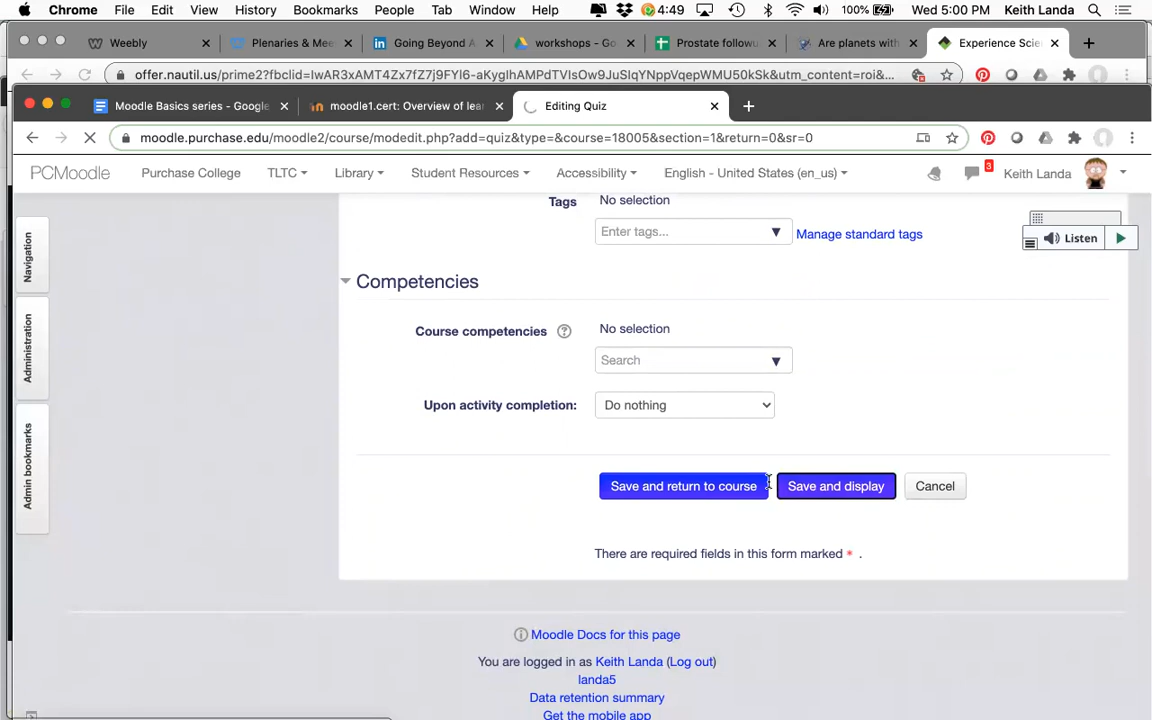 Chrome File Edit View History Bookmarks People Tab Window Help 4:49 100% Wed 5:00 PM Keith Landa
Weebly Plenaries & Mee LinkedIn Going Beyond A workshops - Go Prostate followu Are planets with Experience Scie
offer.nautil.us/prime2?fbclid=IwAR3xAMT4Zx7fZ7j9FYI6-aKyglhAMPdTVIsOw9JuSlqYNppVqepWMU50kSk&utm_content=roi&...
Moodle Basics series - Google moodle1.cert: Overview of lear Editing Quiz
moodle.purchase.edu/moodle2/course/modedit.php?add=quiz&type=&course=18005&section=1&return=0&sr=0
PCMoodle Purchase College TLTC Library Student Resources Accessibility English - United States (en_us) 3 Keith Landa
Tags No selection
Enter tags... Manage standard tags
Listen
Navigation
Competencies
Course competencies No selection
Search
Administration
Upon activity completion: Do nothing
Admin bookmarks
Save and return to course Save and display Cancel
There are required fields in this form marked * .
Moodle Docs for this page
You are logged in as Keith Landa (Log out)
landa5
Data retention summary
Get the mobile app